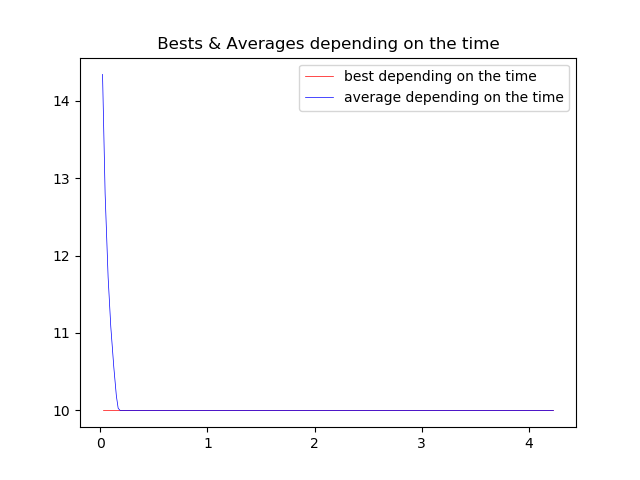 Bests & Averages depending on the time
best depending on the time
average depending on the time
14
13
12
11
10
0 1 2 3 4